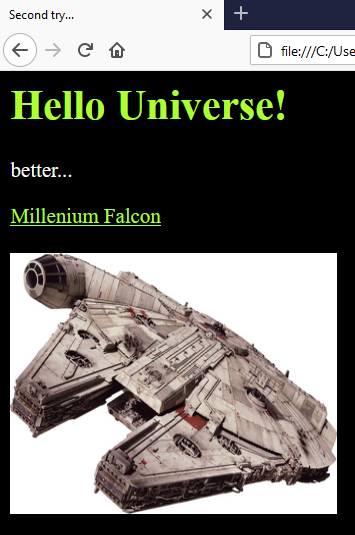 Second try...
file:///C:/Use
Hello Universe!
better...
Millenium Falcon